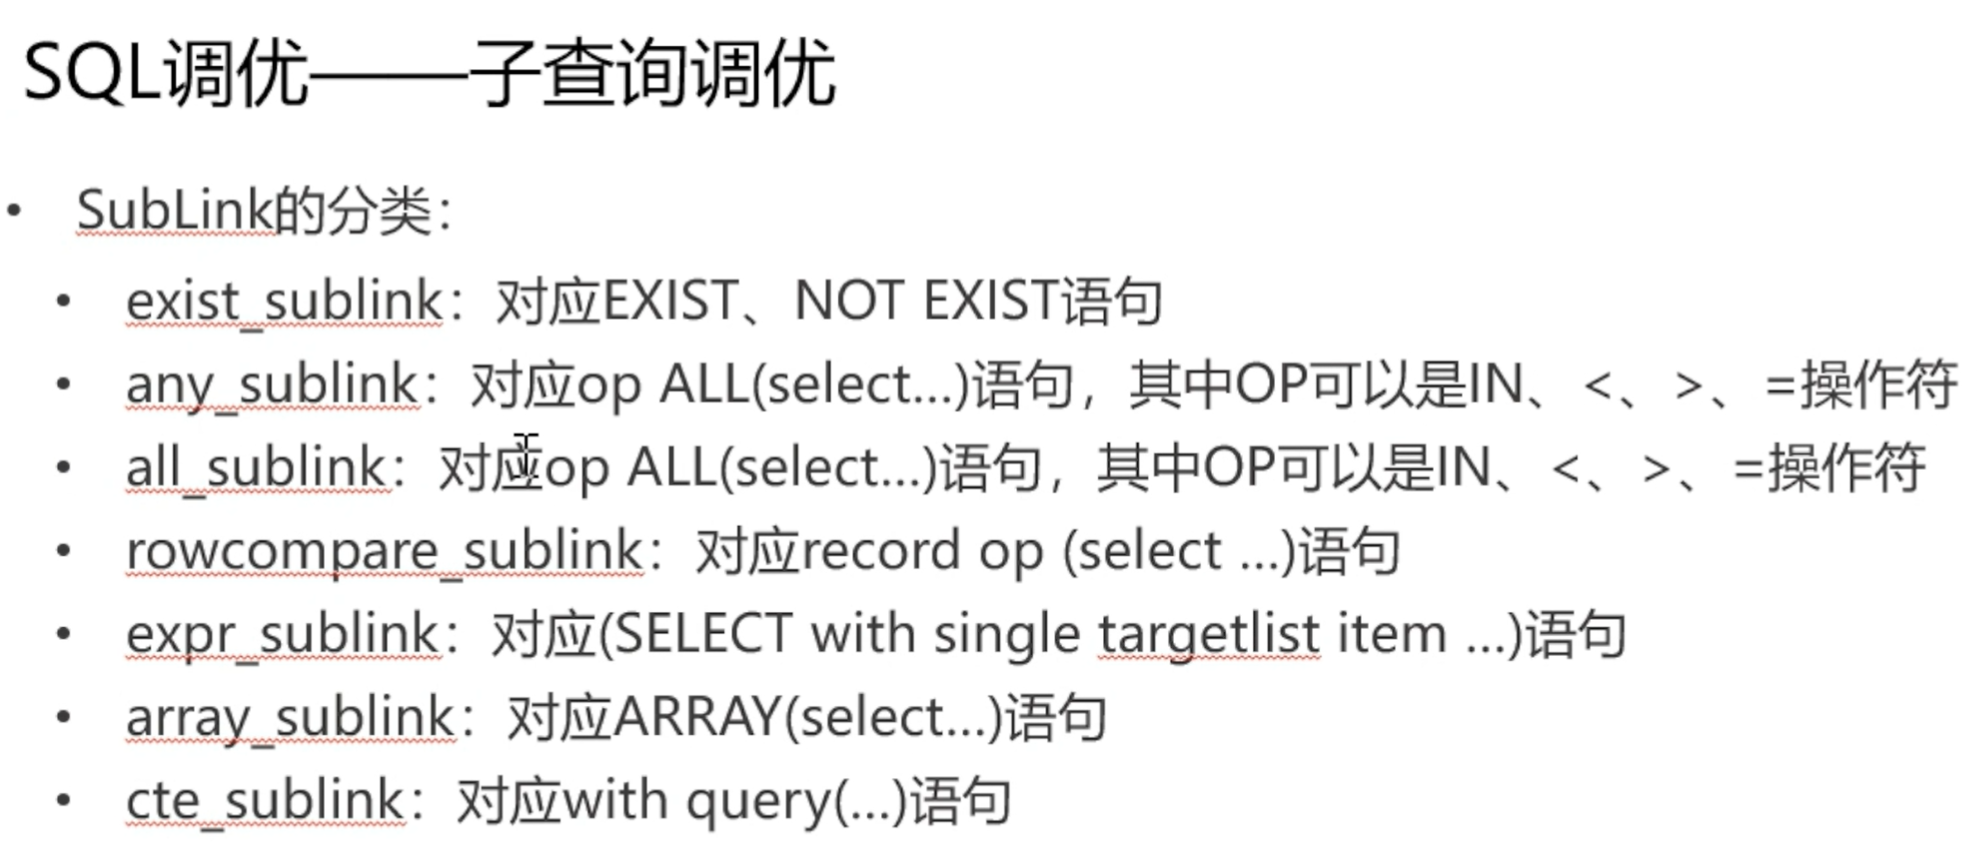 SQL调优——子查询调优
• SubLink的分类：
• exist_sublink：对应EXIST、NOT EXIST语句
• any_sublink：对应op ALL(select...)语句，其中OP可以是IN、<、>、=操作符
• all_sublink：对应op ALL(select...)语句，其中OP可以是IN、<、>、=操作符
• rowcompare_sublink：对应record op (select ...)语句
• expr_sublink：对应(SELECT with single targetlist item ...)语句
• array_sublink：对应ARRAY(select...)语句
• cte_sublink：对应with query(...)语句